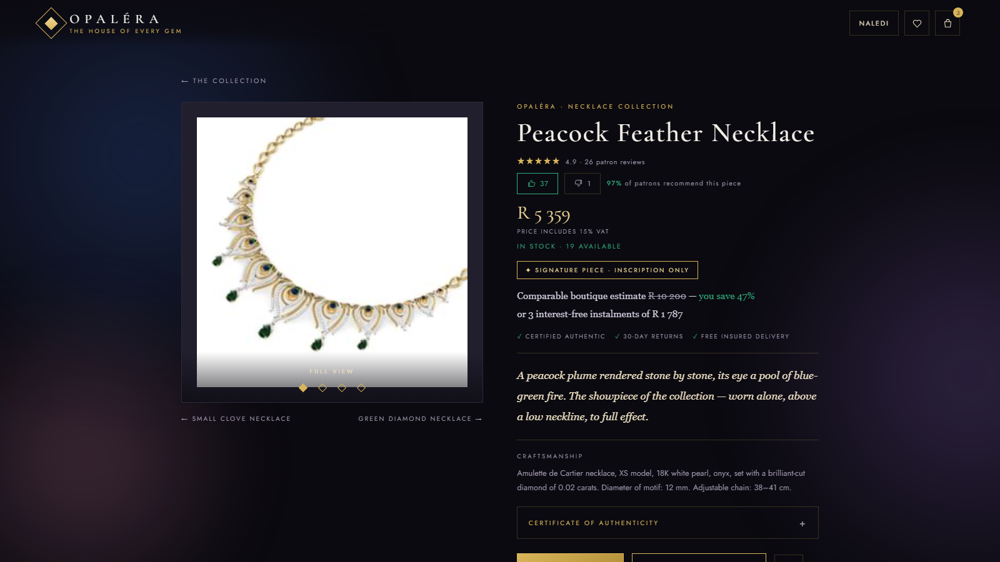 OPALÉRA
THE HOUSE OF EVERY GEM
NALEDI
3
← THE COLLECTION
FULL VIEW
← SMALL CLOVE NECKLACE
GREEN DIAMOND NECKLACE →
OPALÉRA · NECKLACE COLLECTION
Peacock Feather Necklace
★★★★★ 4.9 · 26 patron reviews
37
1
97% of patrons recommend this piece
R 5 359
PRICE INCLUDES 15% VAT
IN STOCK · 19 AVAILABLE
✦ SIGNATURE PIECE · INSCRIPTION ONLY
Comparable boutique estimate R 10 200 — you save 47%
or 3 interest-free instalments of R 1 787
✓ CERTIFIED AUTHENTIC ✓ 30-DAY RETURNS ✓ FREE INSURED DELIVERY
A peacock plume rendered stone by stone, its eye a pool of blue-
green fire. The showpiece of the collection — worn alone, above
a low neckline, to full effect.
CRAFTSMANSHIP
Amulette de Cartier necklace, XS model, 18K white pearl, onyx, set with a brilliant-cut
diamond of 0.02 carats. Diameter of motif: 12 mm. Adjustable chain: 38–41 cm.
CERTIFICATE OF AUTHENTICITY +